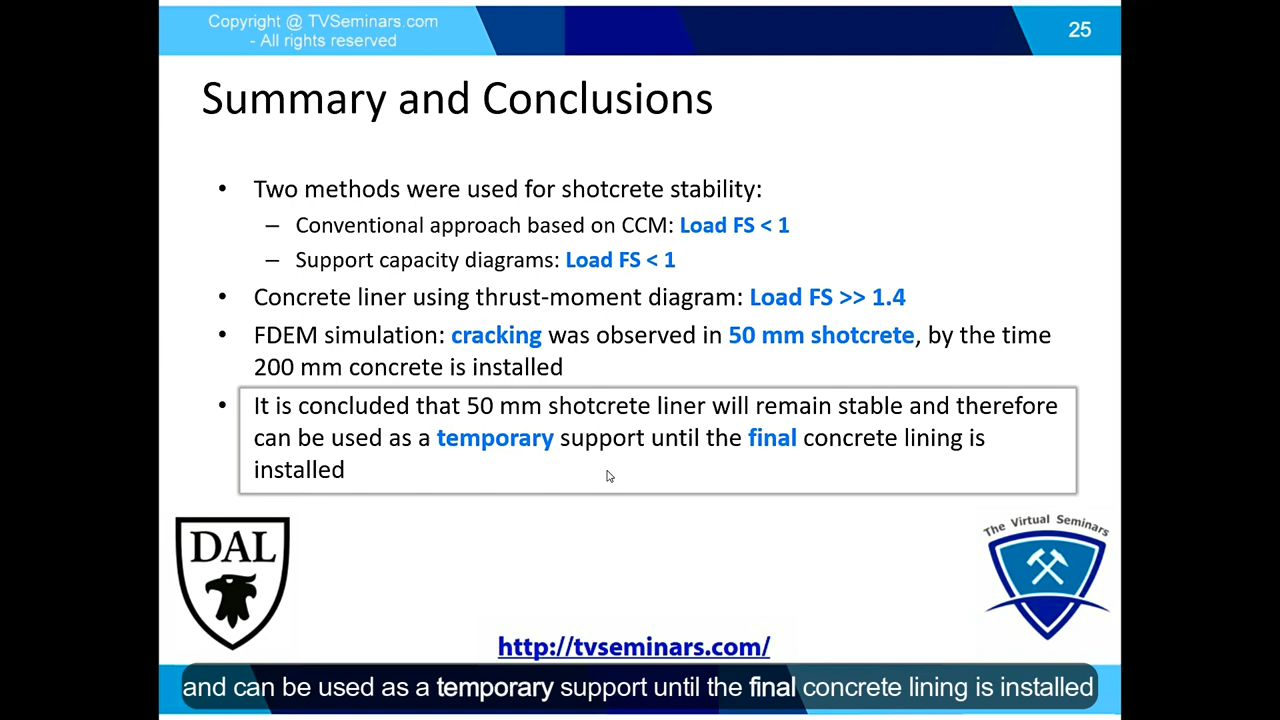 Copyright @ TVSeminars.com
- All rights reserved
25
Summary and Conclusions
• Two methods were used for shotcrete stability:
– Conventional approach based on CCM: Load FS < 1
– Support capacity diagrams: Load FS < 1
• Concrete liner using thrust-moment diagram: Load FS >> 1.4
• FDEM simulation: cracking was observed in 50 mm shotcrete, by the time
200 mm concrete is installed
• It is concluded that 50 mm shotcrete liner will remain stable and therefore
can be used as a temporary support until the final concrete lining is
installed
DAL
The Virtual Seminars
http://tvseminars.com/
and can be used as a temporary support until the final concrete lining is installed